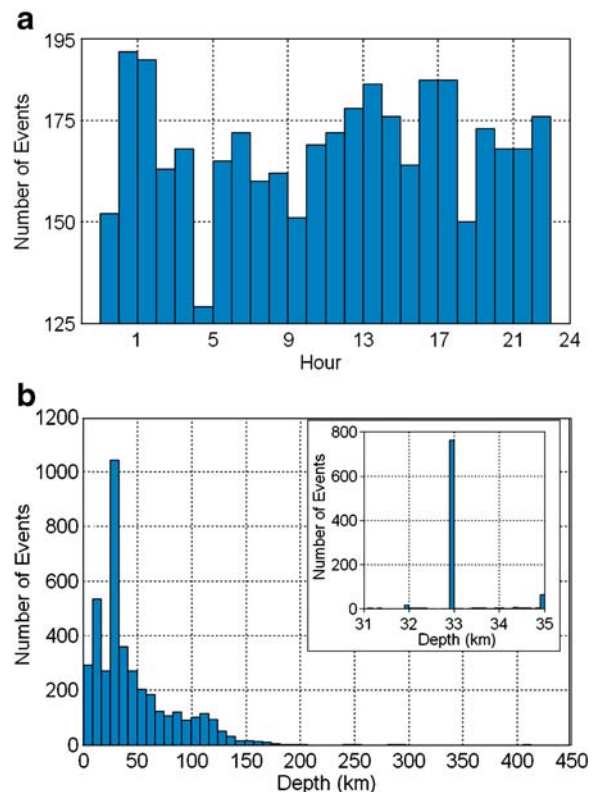 a
195
175
150
125
Number of Events
1 5 9 13 17 21 24
Hour
b
1200
1000
800
600
400
200
0
Number of Events
0 50 100 150 200 250 300 350 400 450
Depth (km)
800
600
400
200
0
Number of Events
31 32 33 34 35
Depth (km)